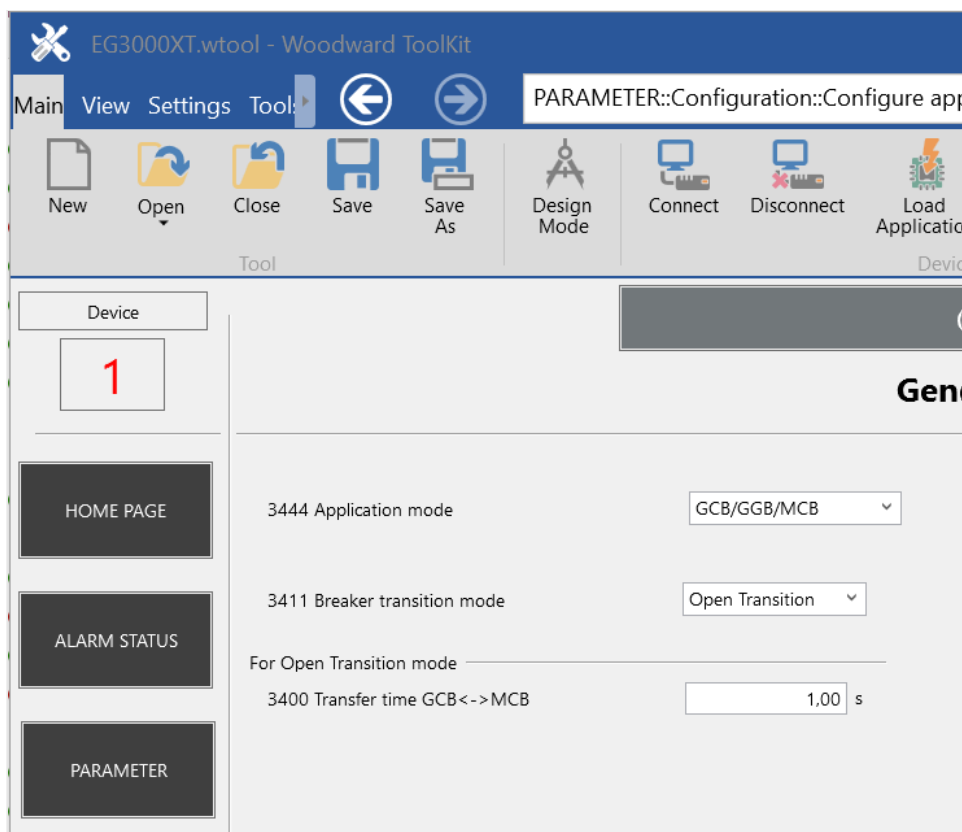 EG3000XT.wtool - Woodward ToolKit
Main View Settings
PARAMETER::Configuration::Configure
New Open Close Save Save As Design Mode Connect Disconnect Load
Tool
Device
1
HOME PAGE
3444 Application mode GCB/GGB/MCB
3411 Breaker transition mode Open Transition
ALARM STATUS
For Open Transition mode
3400 Transfer time GCB<->MCB 1,00 s
PARAMETER